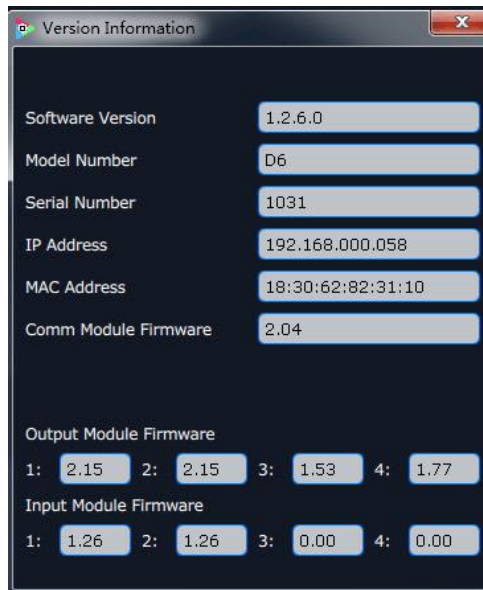 Version Information
Software Version 1.2.6.0
Model Number D6
Serial Number 1031
IP Address 192.168.000.058
MAC Address 18:30:62:82:31:10
Comm Module Firmware 2.04
Output Module Firmware
1: 2.15 2: 2.15 3: 1.53 4: 1.77
Input Module Firmware
1: 1.26 2: 1.26 3: 0.00 4: 0.00